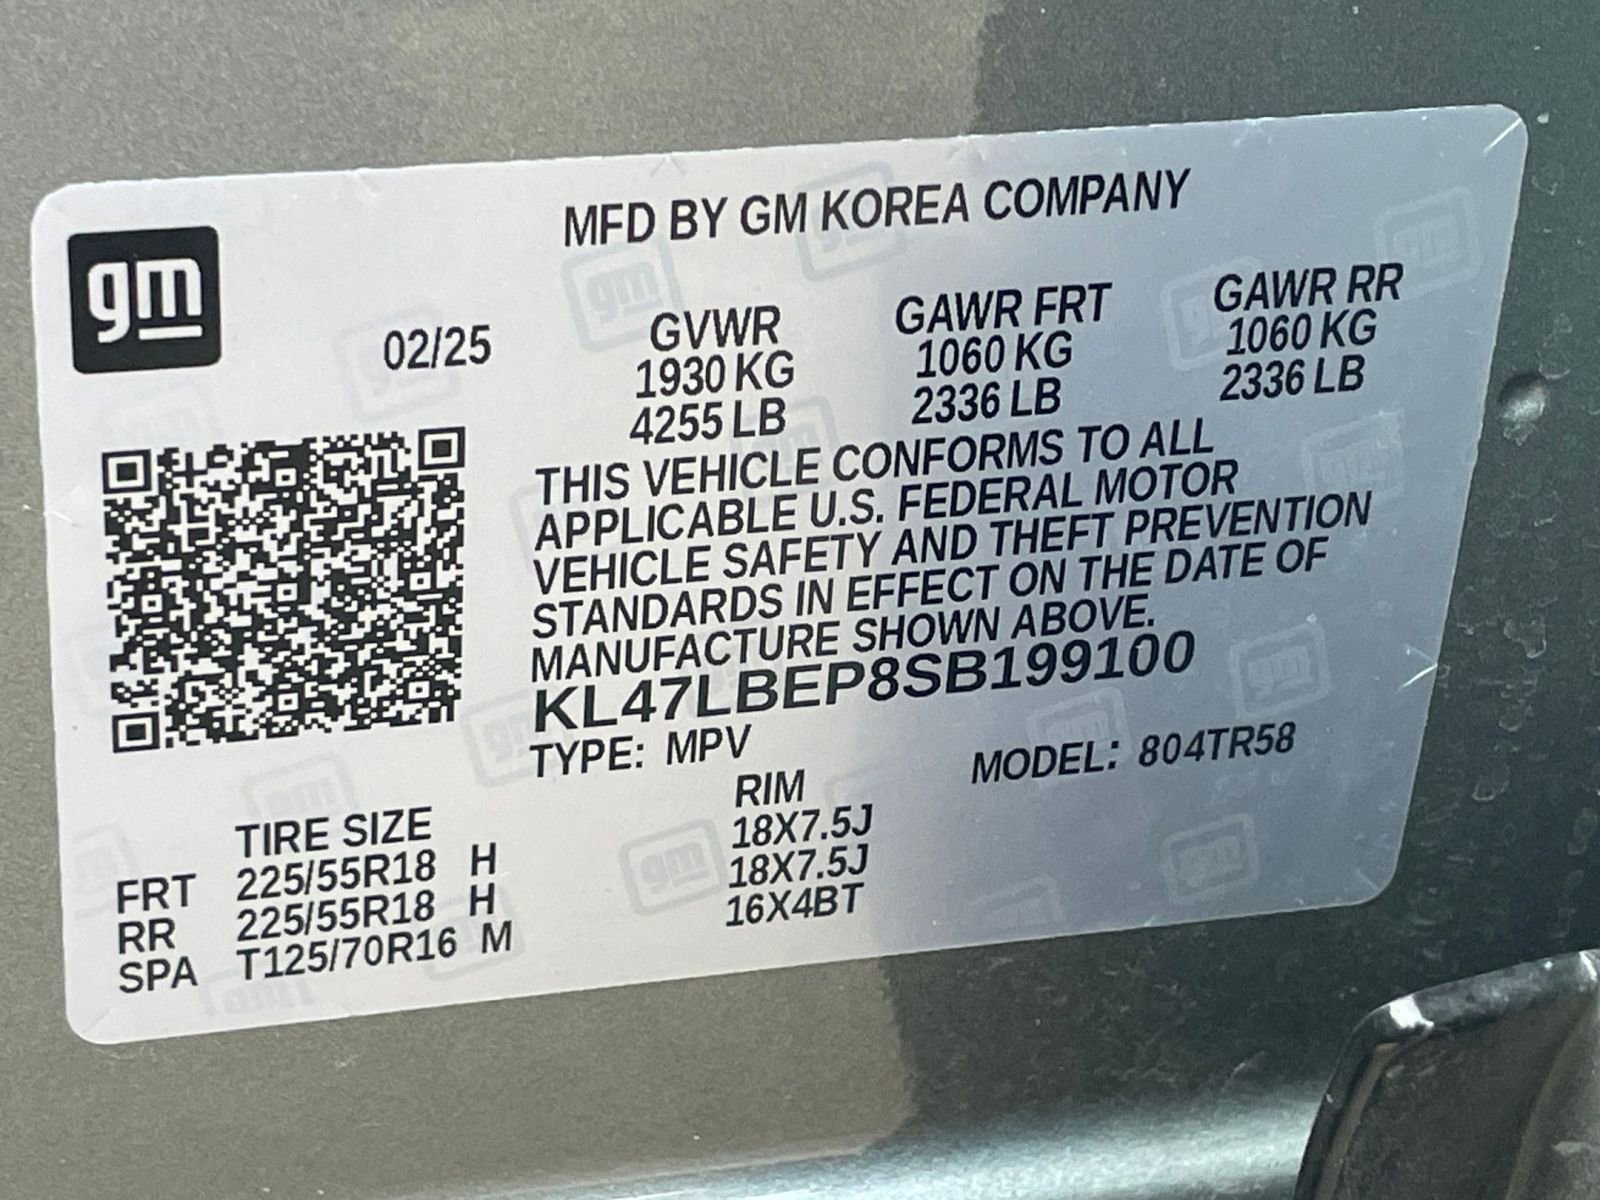 gm
MFD BY GM KOREA COMPANY
02/25 GVWR GAWR FRT GAWR RR
1930 KG 1060 KG 1060 KG
4255 LB 2336 LB 2336 LB
THIS VEHICLE CONFORMS TO ALL
APPLICABLE U.S. FEDERAL MOTOR
VEHICLE SAFETY AND THEFT PREVENTION
STANDARDS IN EFFECT ON THE DATE OF
MANUFACTURE SHOWN ABOVE.
KL47LBEP8SB199100
TYPE: MPV MODEL: 804TR58
TIRE SIZE RIM
FRT 225/55R18 H 18X7.5J
RR 225/55R18 H 18X7.5J
SPA T125/70R16 M 16X4BT